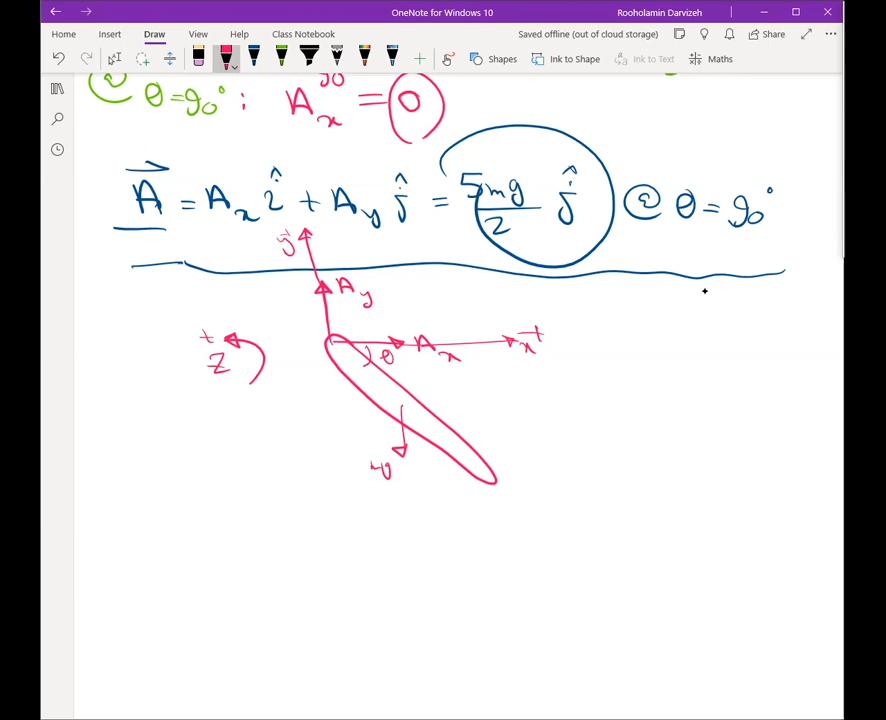 OneNote for Windows 10
Rooholamin Darvizeh
Home Insert Draw View Help Class Notebook
Saved offline (out of cloud storage) Share
Shapes Ink to Shape Ink to Text Maths
@ θ = 90° : A_x = 0
A = A_x î + A_y ĵ = 5mg/2 ĵ @ θ = 90°
y
A_y
+
Z
θ A_x
+
x
mg